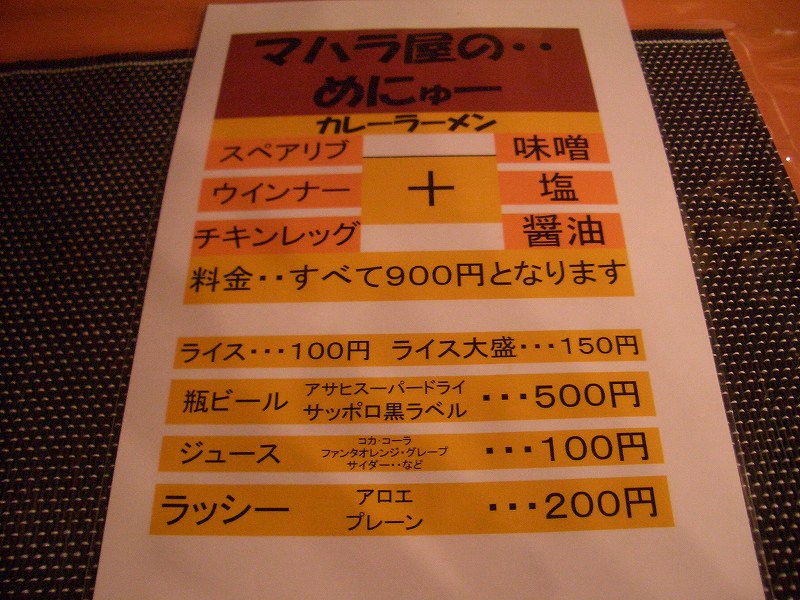 マハラ屋の・・
めにゅー
カレーラーメン
スペアリブ 味噌
ウインナー ＋ 塩
チキンレッグ 醤油
料金・・すべて900円となります
ライス・・・100円 ライス大盛・・・150円
瓶ビール アサヒスーパードライ ・・・500円
サッポロ黒ラベル
ジュース コカ・コーラ ・・・100円
ファンタオレンジ・グレープ
サイダー・・など
ラッシー アロエ ・・・200円
プレーン